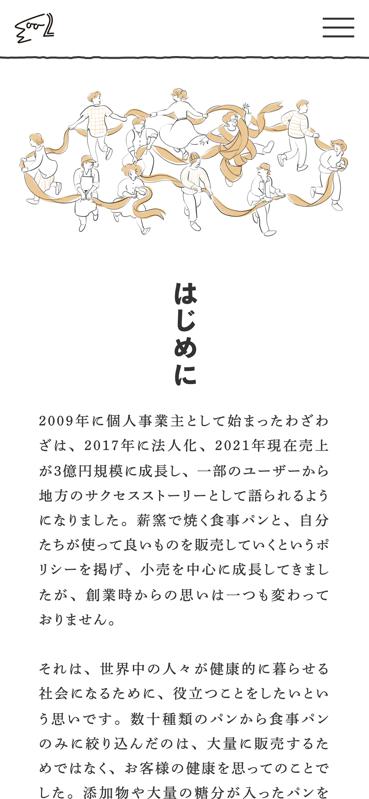 はじめに
2009年に個人事業主として始まったわざわ
ざは、2017年に法人化、2021年現在売上
が3億円規模に成長し、一部のユーザーから
地方のサクセスストーリーとして語られるよう
になりました。薪窯で焼く食事パンと、自分
たちが使って良いものを販売していくというポ
リシーを掲げ、小売を中心に成長してきまし
たが、創業時からの思いは一つも変わって
おりません。
それは、世界中の人々が健康的に暮らせる
社会になるために、役立つことをしたいとい
う思いです。数十種類のパンから食事パン
のみに絞り込んだのは、大量に販売するた
めではなく、お客様の健康を思ってのことで
した。添加物や大量の糖分が入ったパンを